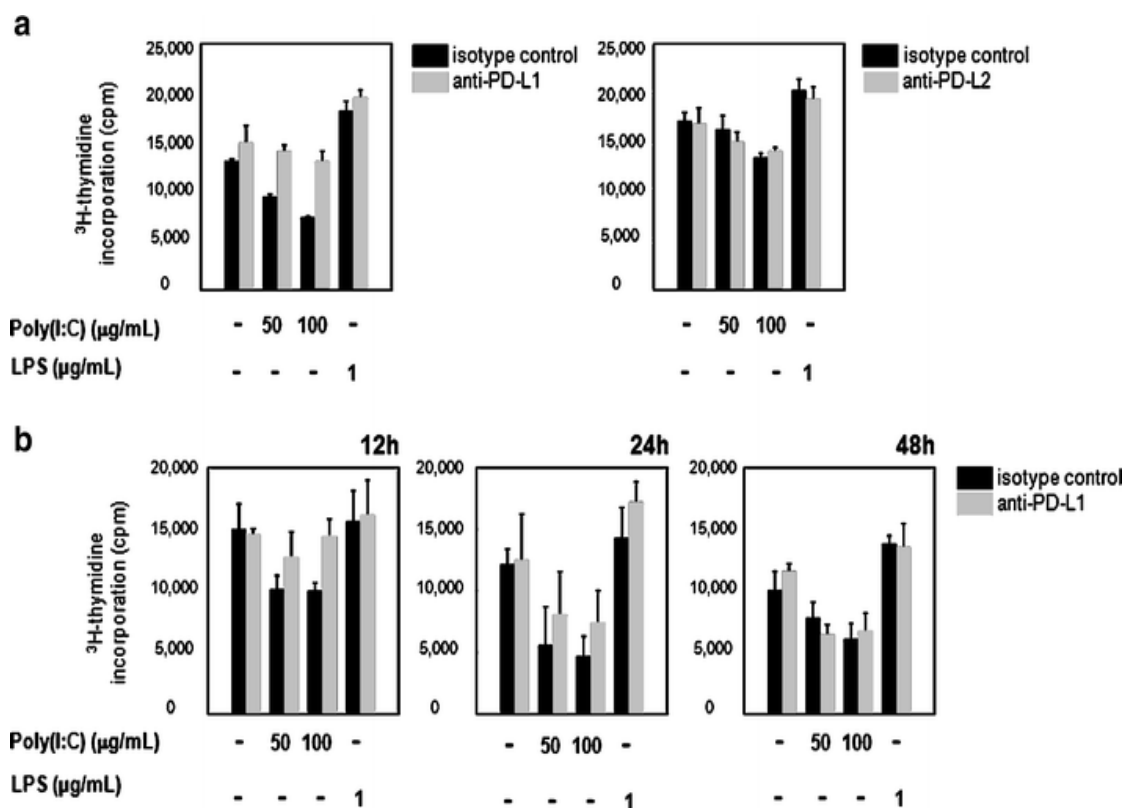 a
25,000
20,000
15,000
10,000
5,000
0
³H-thymidine
incorporation (cpm)
isotype control
anti-PD-L1
25,000
20,000
15,000
10,000
5,000
0
isotype control
anti-PD-L2
Poly(I:C) (µg/mL) - 50 100 - - 50 100 -
LPS (µg/mL) - - - 1 - - - 1
b
12h 24h 48h
20,000
15,000
10,000
5,000
0
³H-thymidine
incorporation (cpm)
20,000
15,000
10,000
5,000
0
20,000
15,000
10,000
5,000
0
isotype control
anti-PD-L1
Poly(I:C) (µg/mL) - 50 100 - - 50 100 - - 50 100 -
LPS (µg/mL) - - - 1 - - - 1 - - - 1